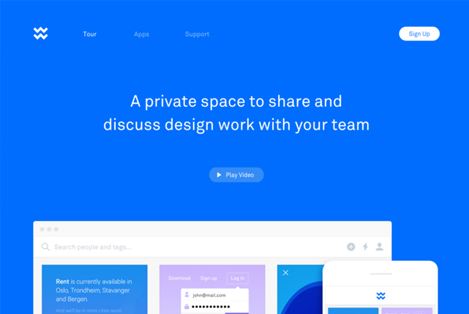 Tour
Apps
Support
Sign Up
A private space to share and
discuss design work with your team
Play Video
Search people and tags...
Rent is currently available in
Oslo, Trondheim, Stavanger
and Bergen.
Download
Sign up
Log in
john@mail.com